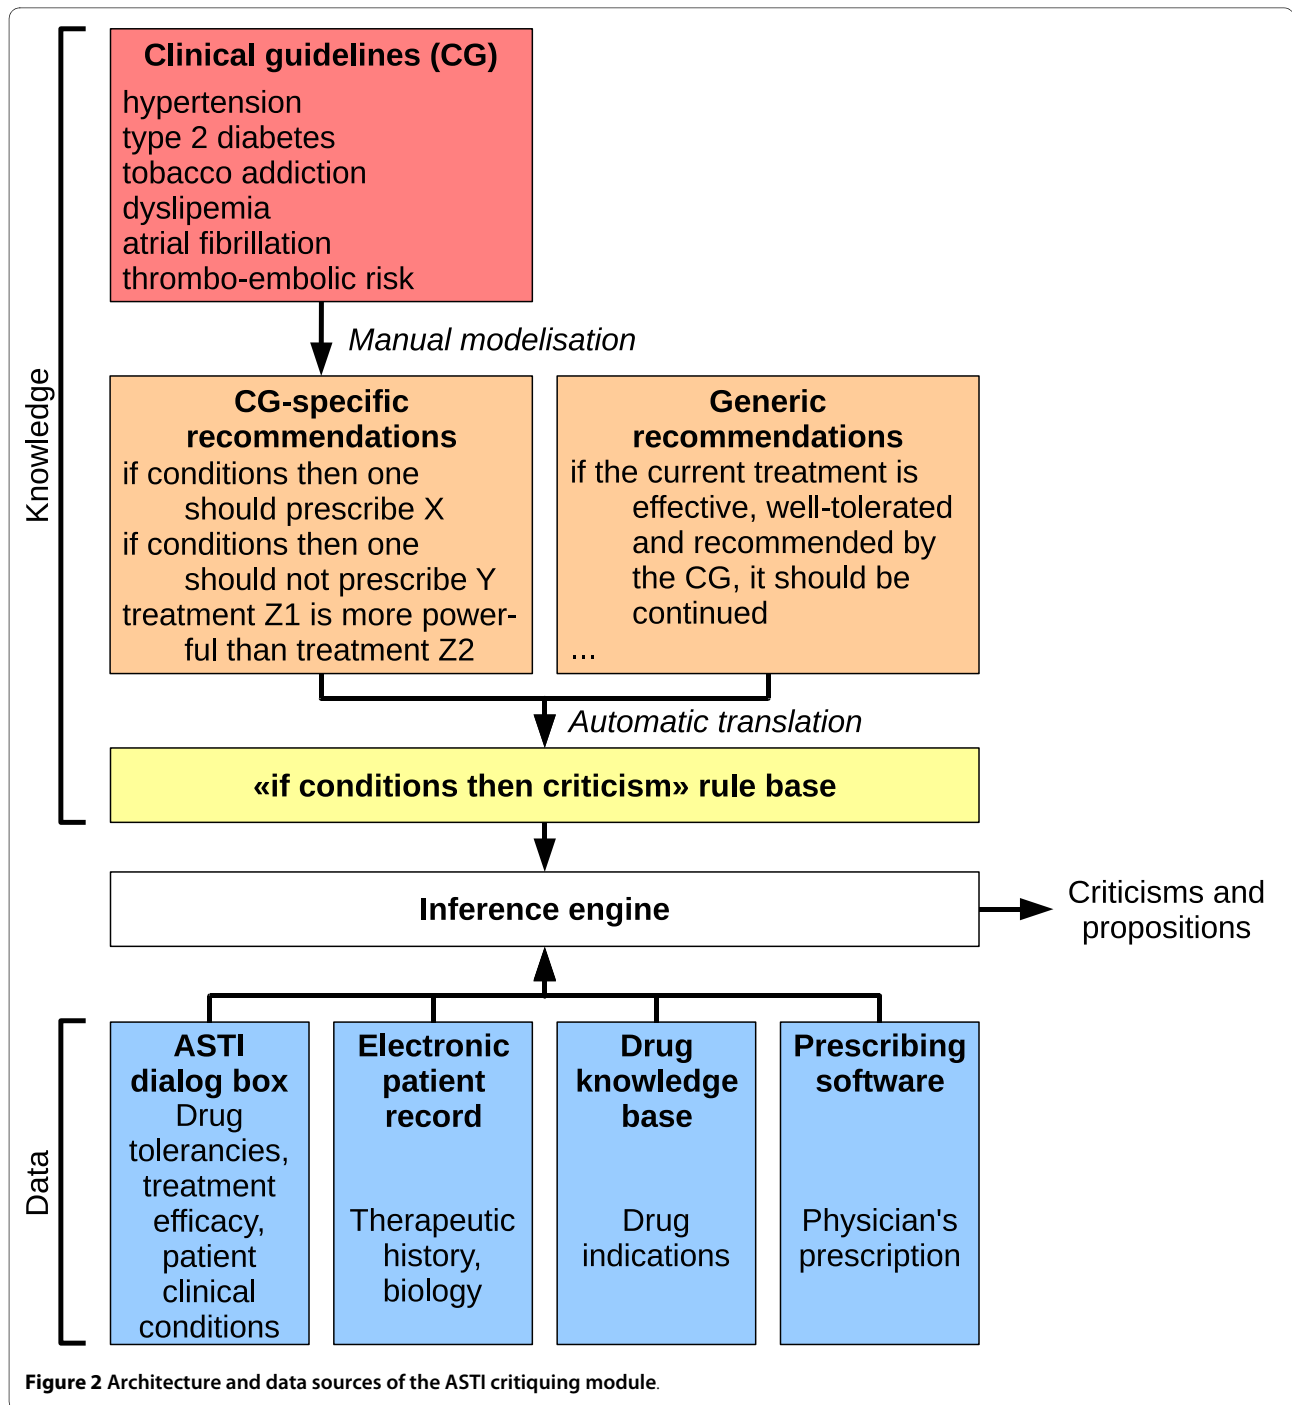 Knowledge
Clinical guidelines (CG)
hypertension
type 2 diabetes
tobacco addiction
dyslipemia
atrial fibrillation
thrombo-embolic risk
Manual modelisation
CG-specific
recommendations
if conditions then one
should prescribe X
if conditions then one
should not prescribe Y
treatment Z1 is more power-
ful than treatment Z2
Generic
recommendations
if the current treatment is
effective, well-tolerated
and recommended by
the CG, it should be
continued
...
Automatic translation
«if conditions then criticism» rule base
Inference engine
Criticisms and
propositions
Data
ASTI
dialog box
Drug
tolerancies,
treatment
efficacy,
patient
clinical
conditions
Electronic
patient
record
Therapeutic
history,
biology
Drug
knowledge
base
Drug
indications
Prescribing
software
Physician's
prescription
Figure 2 Architecture and data sources of the ASTI critiquing module.